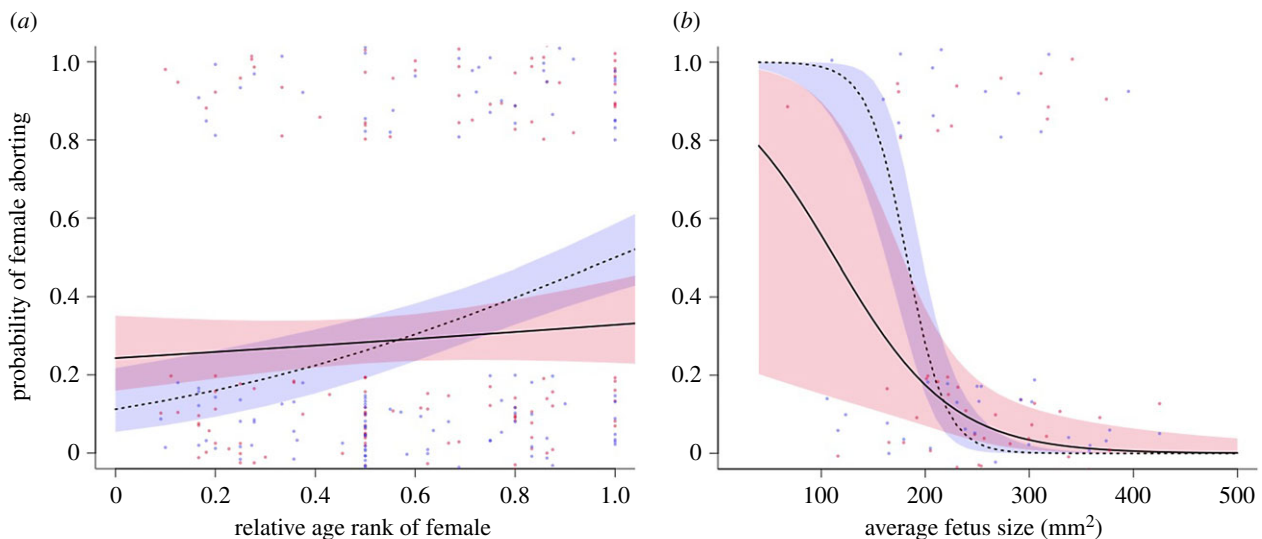 (a)
probability of female aborting
1.0
0.8
0.6
0.4
0.2
0
0 0.2 0.4 0.6 0.8 1.0
relative age rank of female
(b)
1.0
0.8
0.6
0.4
0.2
0
100 200 300 400 500
average fetus size (mm²)